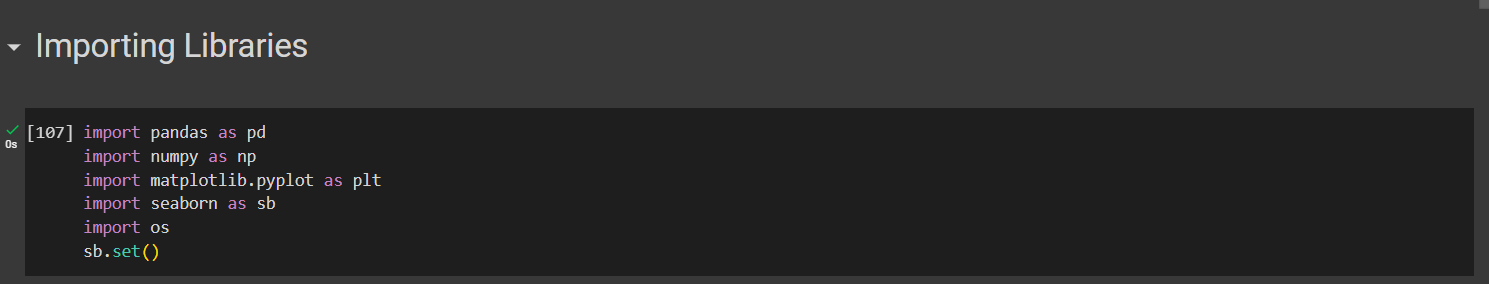 Importing Libraries
[107] import pandas as pd
import numpy as np
import matplotlib.pyplot as plt
import seaborn as sb
import os
sb.set()
0s